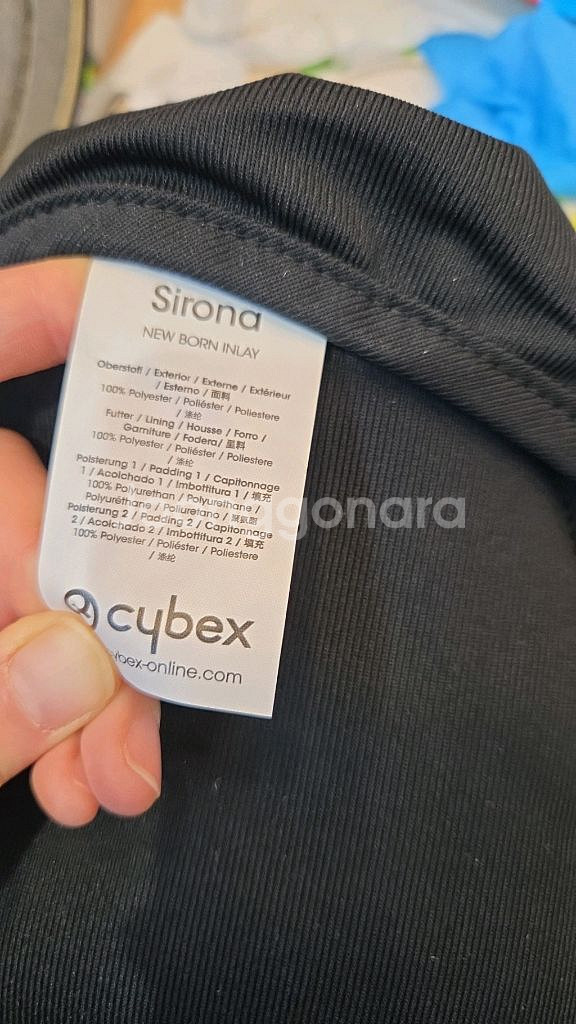 Sirona
NEW BORN INLAY
Oberstoff / Exterior / Externe / Extérieur
/ Esterno / 面料
100% Polyester / Poliéster / Poliestere
/ 涤纶
Futter / Lining / Housse / Forro /
Garniture / Fodera/ 里料
100% Polyester / Poliéster / Poliestere
/ 涤纶
Polsterung 1 / Padding 1 / Capitonnage
1 / Acolchado 1 / Imbottitura 1 / 填充
100% Polyurethan / Polyurethane /
Polyuréthane / Poliuretano / 聚氨酯
Polsterung 2 / Padding 2 / Capitonnage
2 / Acolchado 2 / Imbottitura 2 / 填充
100% Polyester / Poliéster / Poliestere
/ 涤纶
gonara
cybex
ybex-online.com